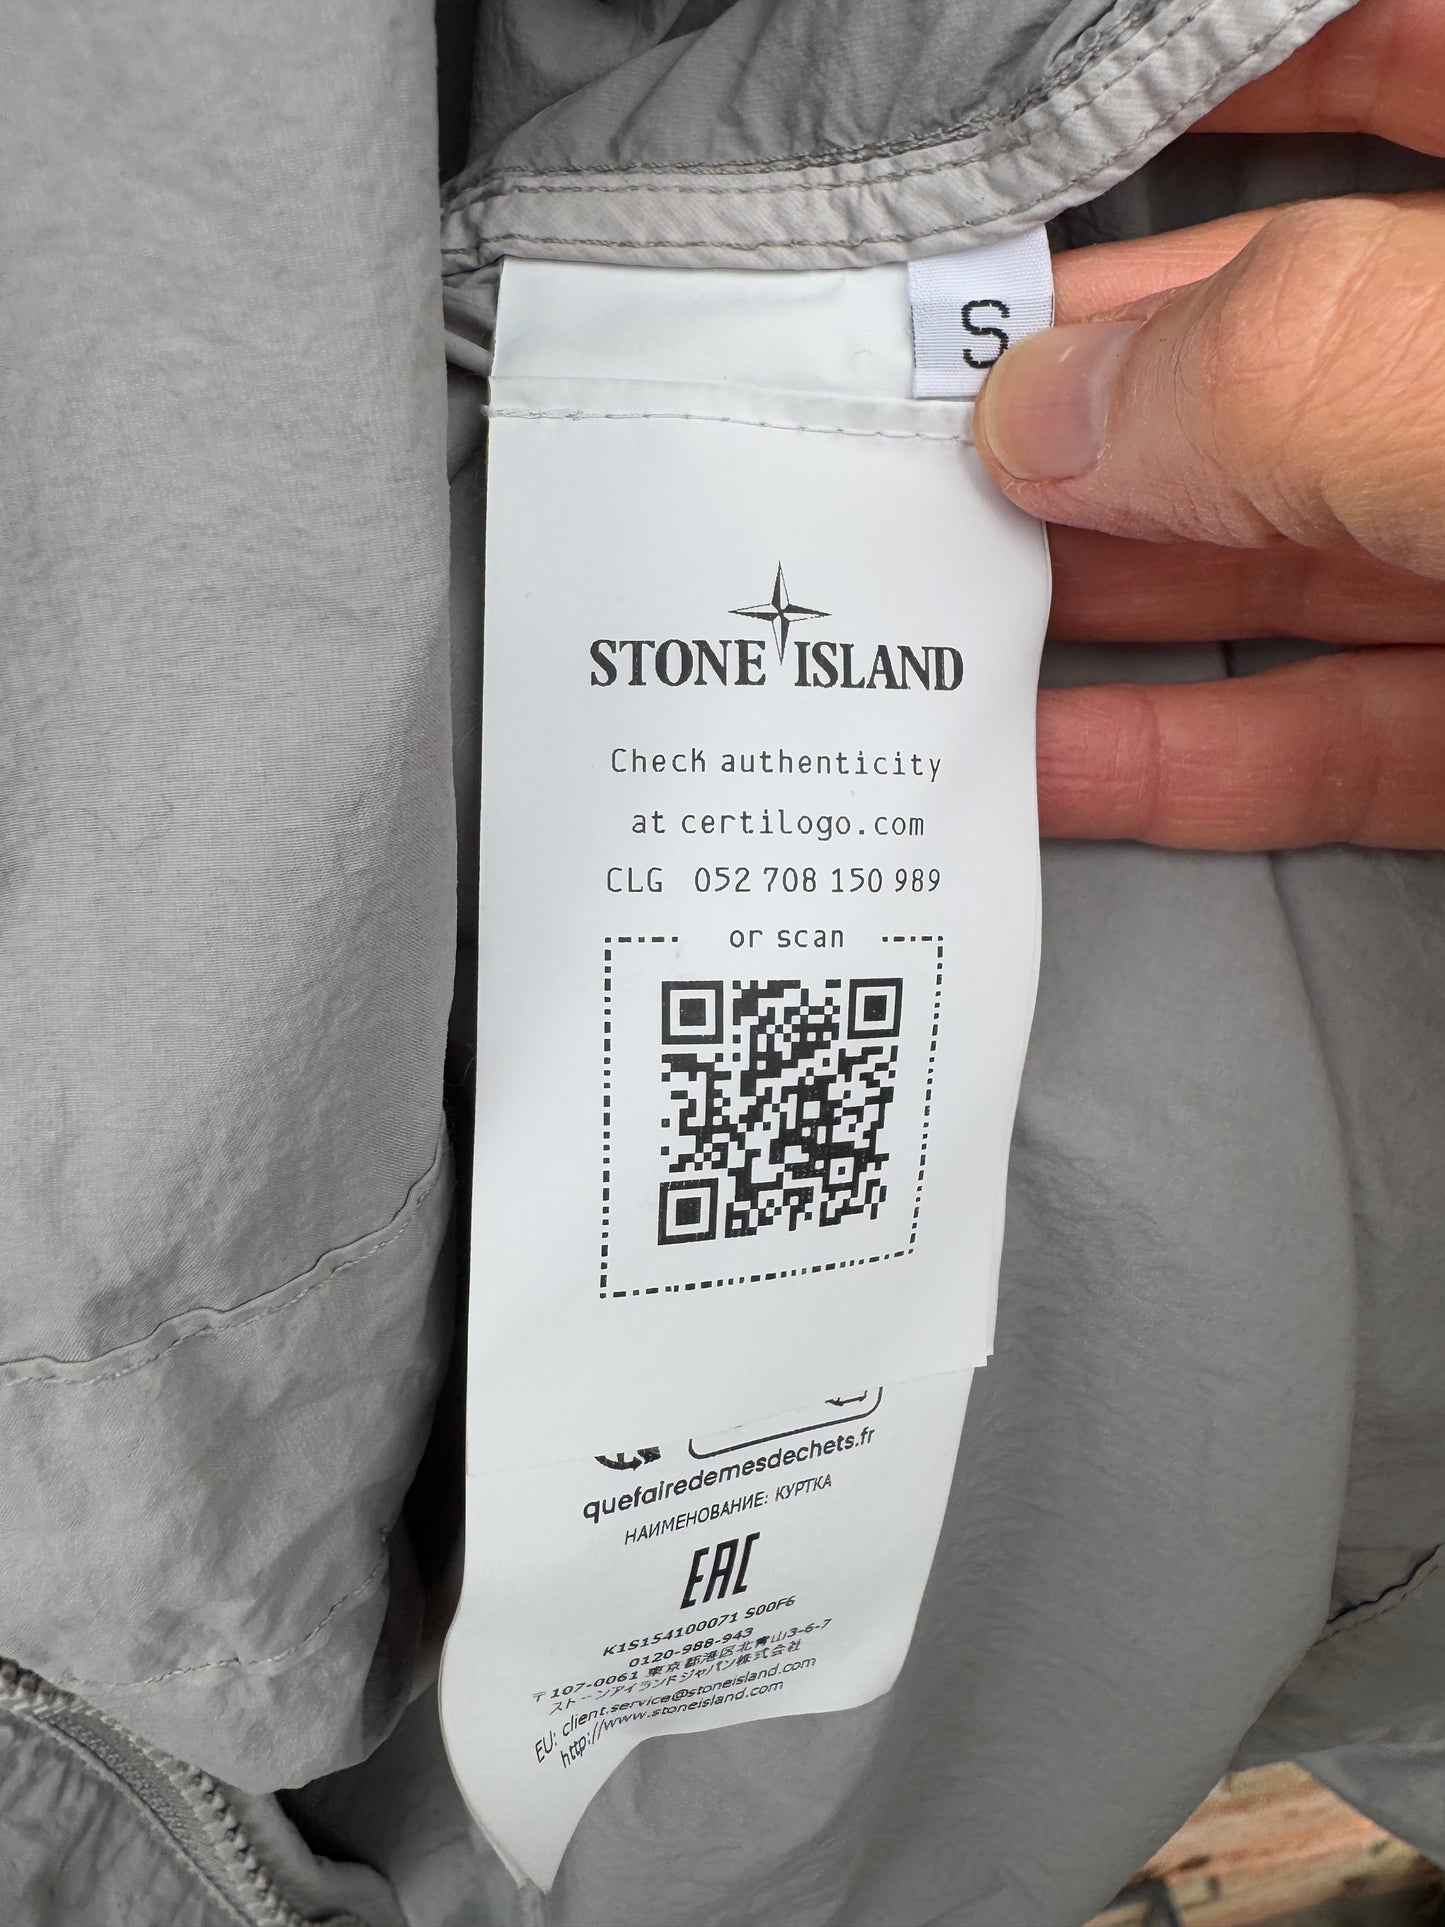 S
STONE ISLAND
Check authenticity
at certilogo.com
CLG 052 708 150 989
or scan
quefairedemesdechets.fr
НАИМЕНОВАНИЕ: КУРТКА
EAC
K1S154100071 S00F6
0120-988-943
〒107-0061 東京都港区北青山3-6-7
ストーンアイランドジャパン株式会社
EU: client.service@stoneisland.com
http://www.stoneisland.com